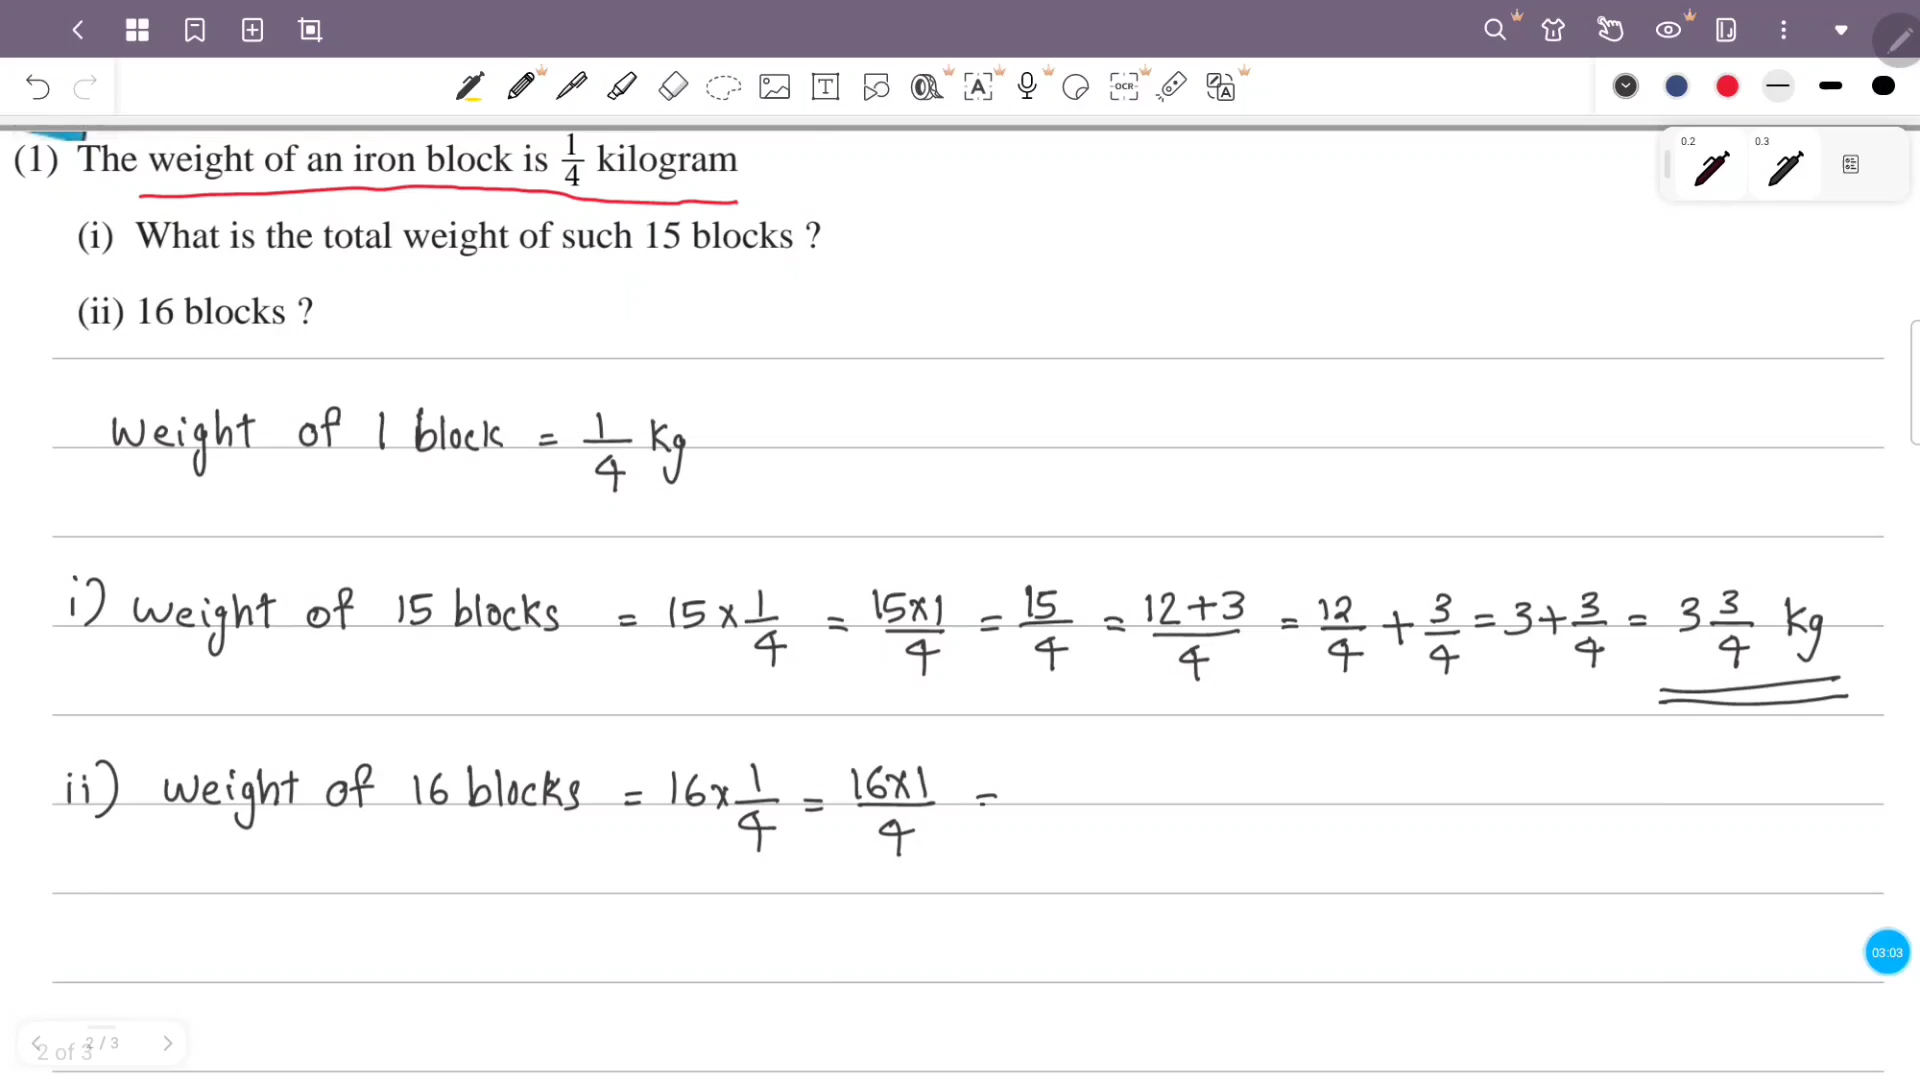 0.2 0.3
(1) The weight of an iron block is 1/4 kilogram
(i) What is the total weight of such 15 blocks ?
(ii) 16 blocks ?
Weight of 1 block = 1/4 Kg
i) Weight of 15 blocks = 15 x 1/4 = 15x1/4 = 15/4 = 12+3/4 = 12/4 + 3/4 = 3+3/4 = 3 3/4 Kg
ii) Weight of 16 blocks = 16x 1/4 = 16x1/4 =
03:03
2 / 3
2 of 3